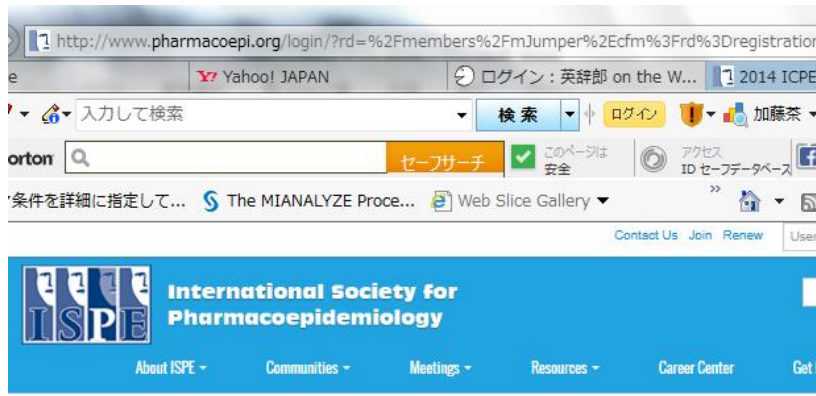 http://www.pharmacoepi.org/login/?rd=%2Fmembers%2FmJumper%2Ecfm%3Frd%3Dregistration
e Yahoo! JAPAN ログイン : 英辞郎 on the W... 2014 ICPE
入力して検索 検 索 ログイン 加藤茶
orton セーフサーチ このページは 安全 アクセス ID セーフデータベース
条件を詳細に指定して... The MIANALYZE Proce... Web Slice Gallery »
Contact Us Join Renew User
ISPE International Society for
Pharmacoepidemiology
About ISPE Communities Meetings Resources Career Center Get